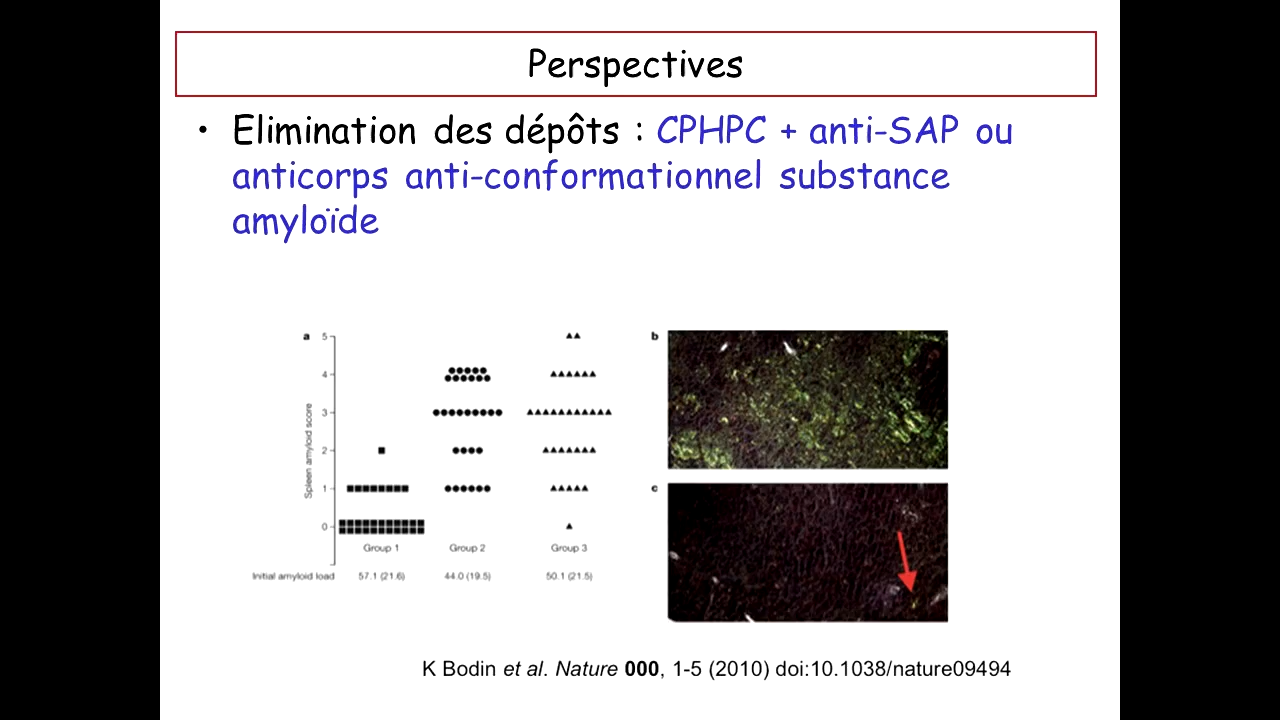 Perspectives
• Elimination des dépôts : CPHPC + anti-SAP ou
anticorps anti-conformationnel substance
amyloïde
a
5
4
3
2
1
0
Spleen amyloid score
Group 1 Group 2 Group 3
Initial amyloid load 57.1 (21.6) 44.0 (19.5) 50.1 (21.5)
b
c
K Bodin et al. Nature 000, 1-5 (2010) doi:10.1038/nature09494